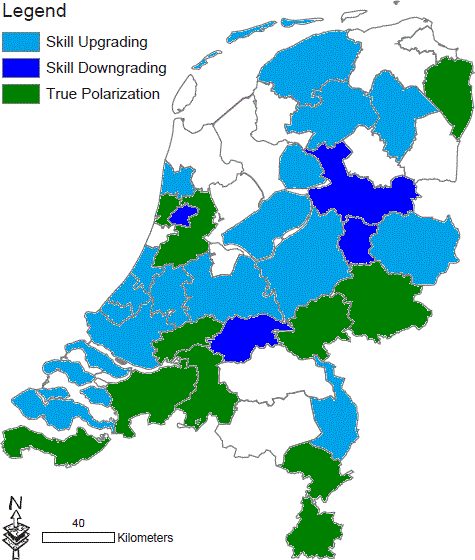 Legend
Skill Upgrading
Skill Downgrading
True Polarization
N
40
Kilometers